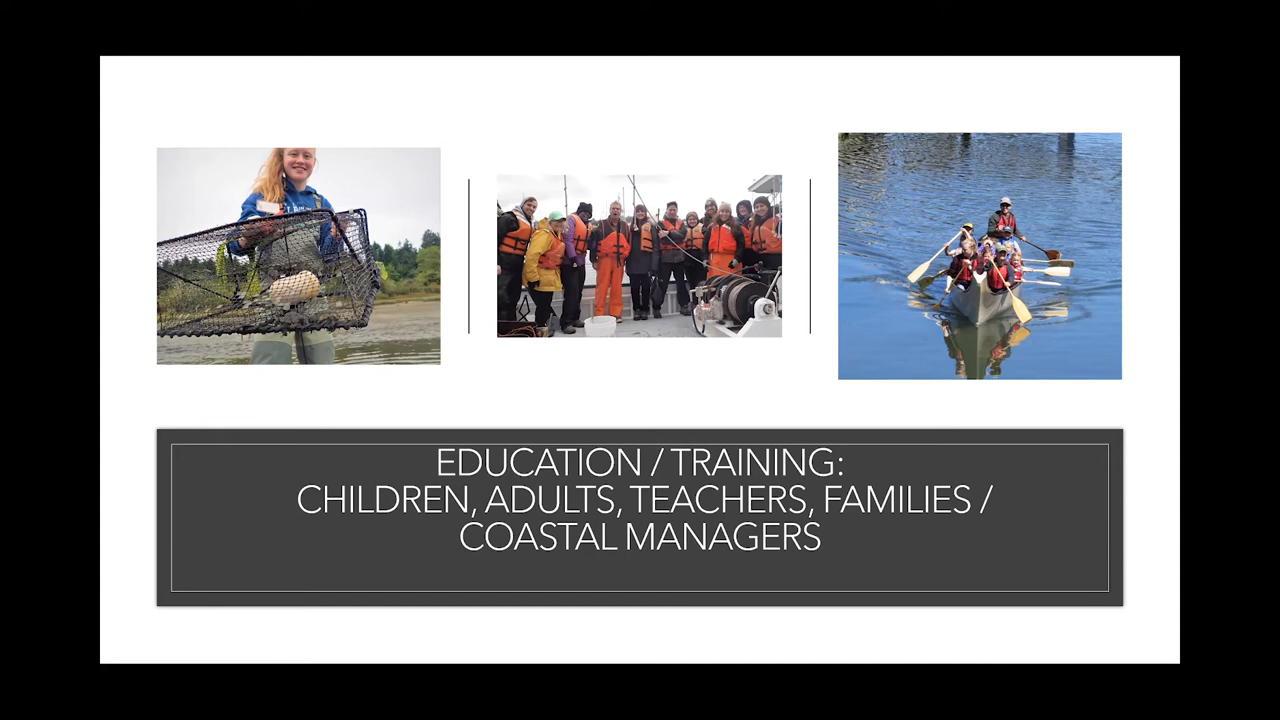 EDUCATION / TRAINING:
CHILDREN, ADULTS, TEACHERS, FAMILIES /
COASTAL MANAGERS